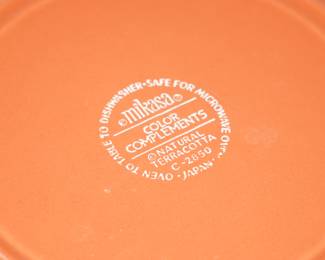 OVEN TO TABLE TO DISHWASHER • SAFE FOR MICROWAVE OVEN • JAPAN •
mikasa
COLOR
COMPLEMENTS
© NATURAL
TERRACOTTA
C-2850